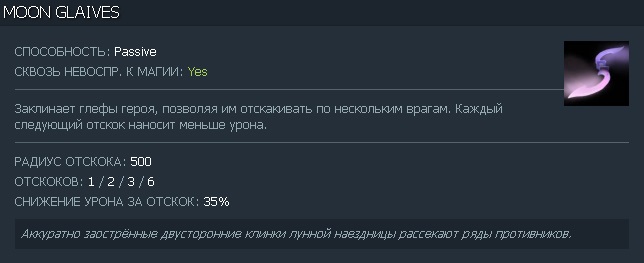 MOON GLAIVES
СПОСОБНОСТЬ: Passive
СКВОЗЬ НЕВОСПР. К МАГИИ: Yes
Заклинает глефы героя, позволяя им отскакивать по нескольким врагам. Каждый
следующий отскок наносит меньше урона.
РАДИУС ОТСКОКА: 500
ОТСКОКОВ: 1 / 2 / 3 / 6
СНИЖЕНИЕ УРОНА ЗА ОТСКОК: 35%
Аккуратно заострённые двусторонние клинки лунной наездницы рассекают ряды противников.